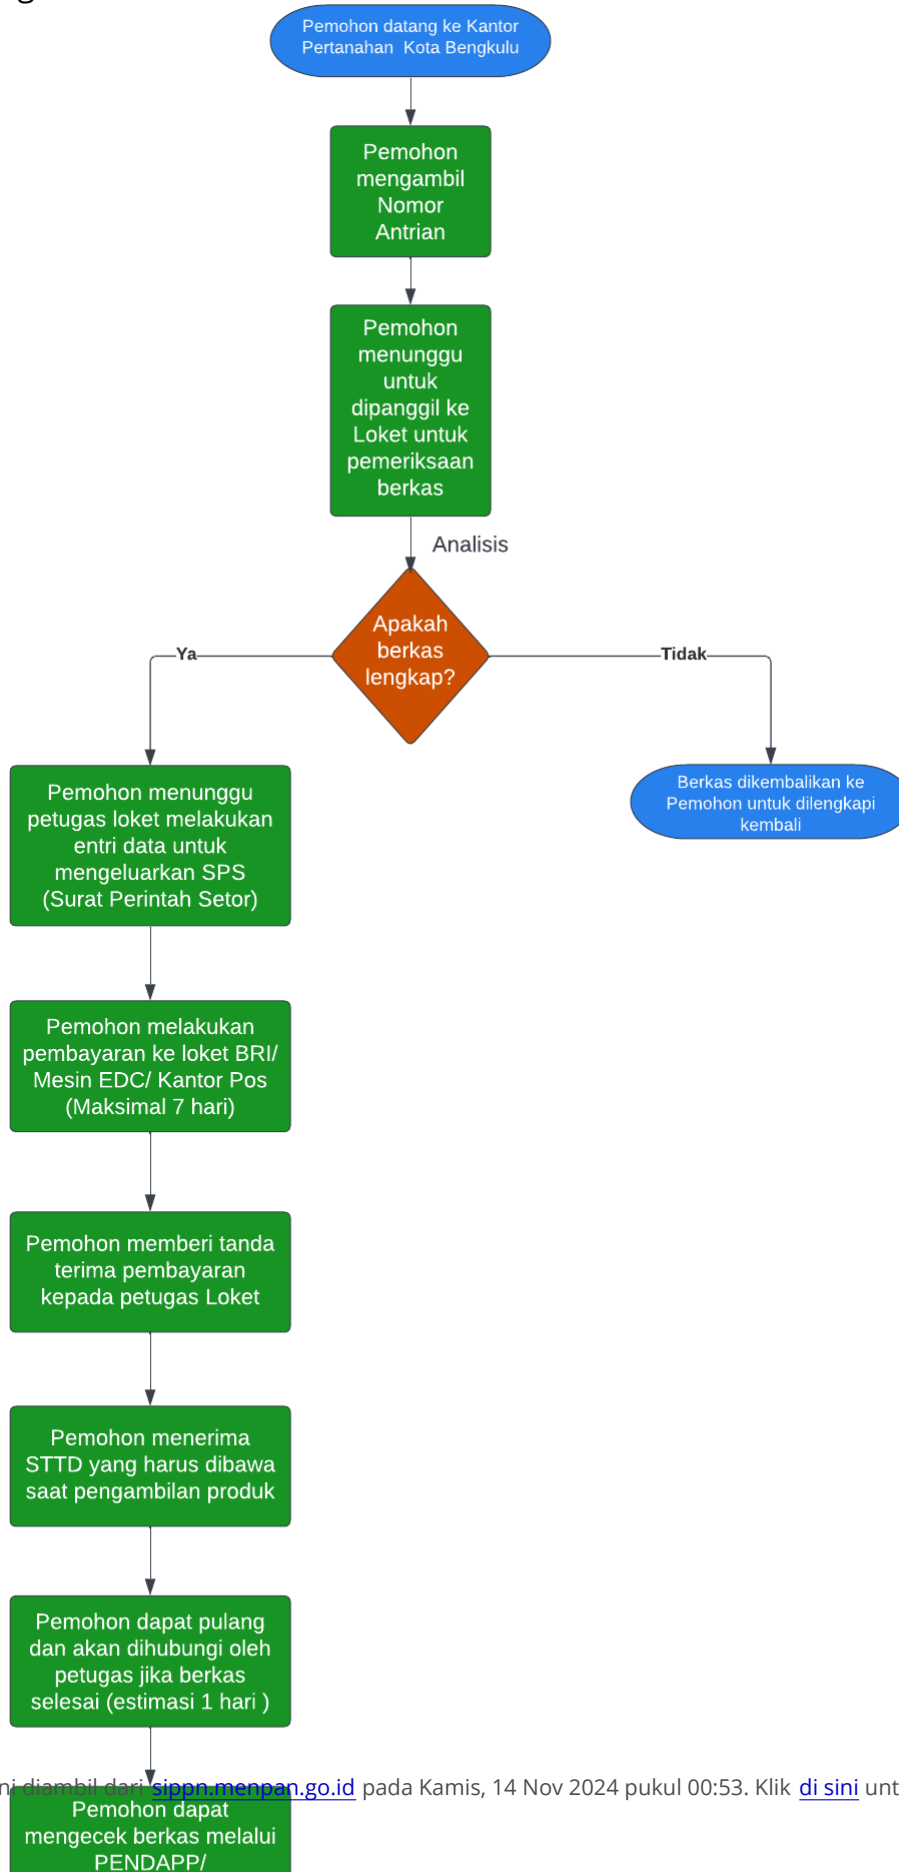 g
Pemohon datang ke Kantor
Pertanahan Kota Bengkulu
Pemohon
mengambil
Nomor
Antrian
Pemohon
menunggu
untuk
dipanggil ke
Loket untuk
pemeriksaan
berkas
Analisis
Apakah
berkas
lengkap?
Ya
Tidak
Pemohon menunggu
petugas loket melakukan
entri data untuk
mengeluarkan SPS
(Surat Perintah Setor)
Berkas dikembalikan ke
Pemohon untuk dilengkapi
kembali
Pemohon melakukan
pembayaran ke loket BRI/
Mesin EDC/ Kantor Pos
(Maksimal 7 hari)
Pemohon memberi tanda
terima pembayaran
kepada petugas Loket
Pemohon menerima
STTD yang harus dibawa
saat pengambilan produk
Pemohon dapat pulang
dan akan dihubungi oleh
petugas jika berkas
selesai (estimasi 1 hari )
ni diambil dari sippn.menpan.go.id pada Kamis, 14 Nov 2024 pukul 00:53. Klik di sini unt
Pemohon dapat
mengecek berkas melalui
PENDAPP/